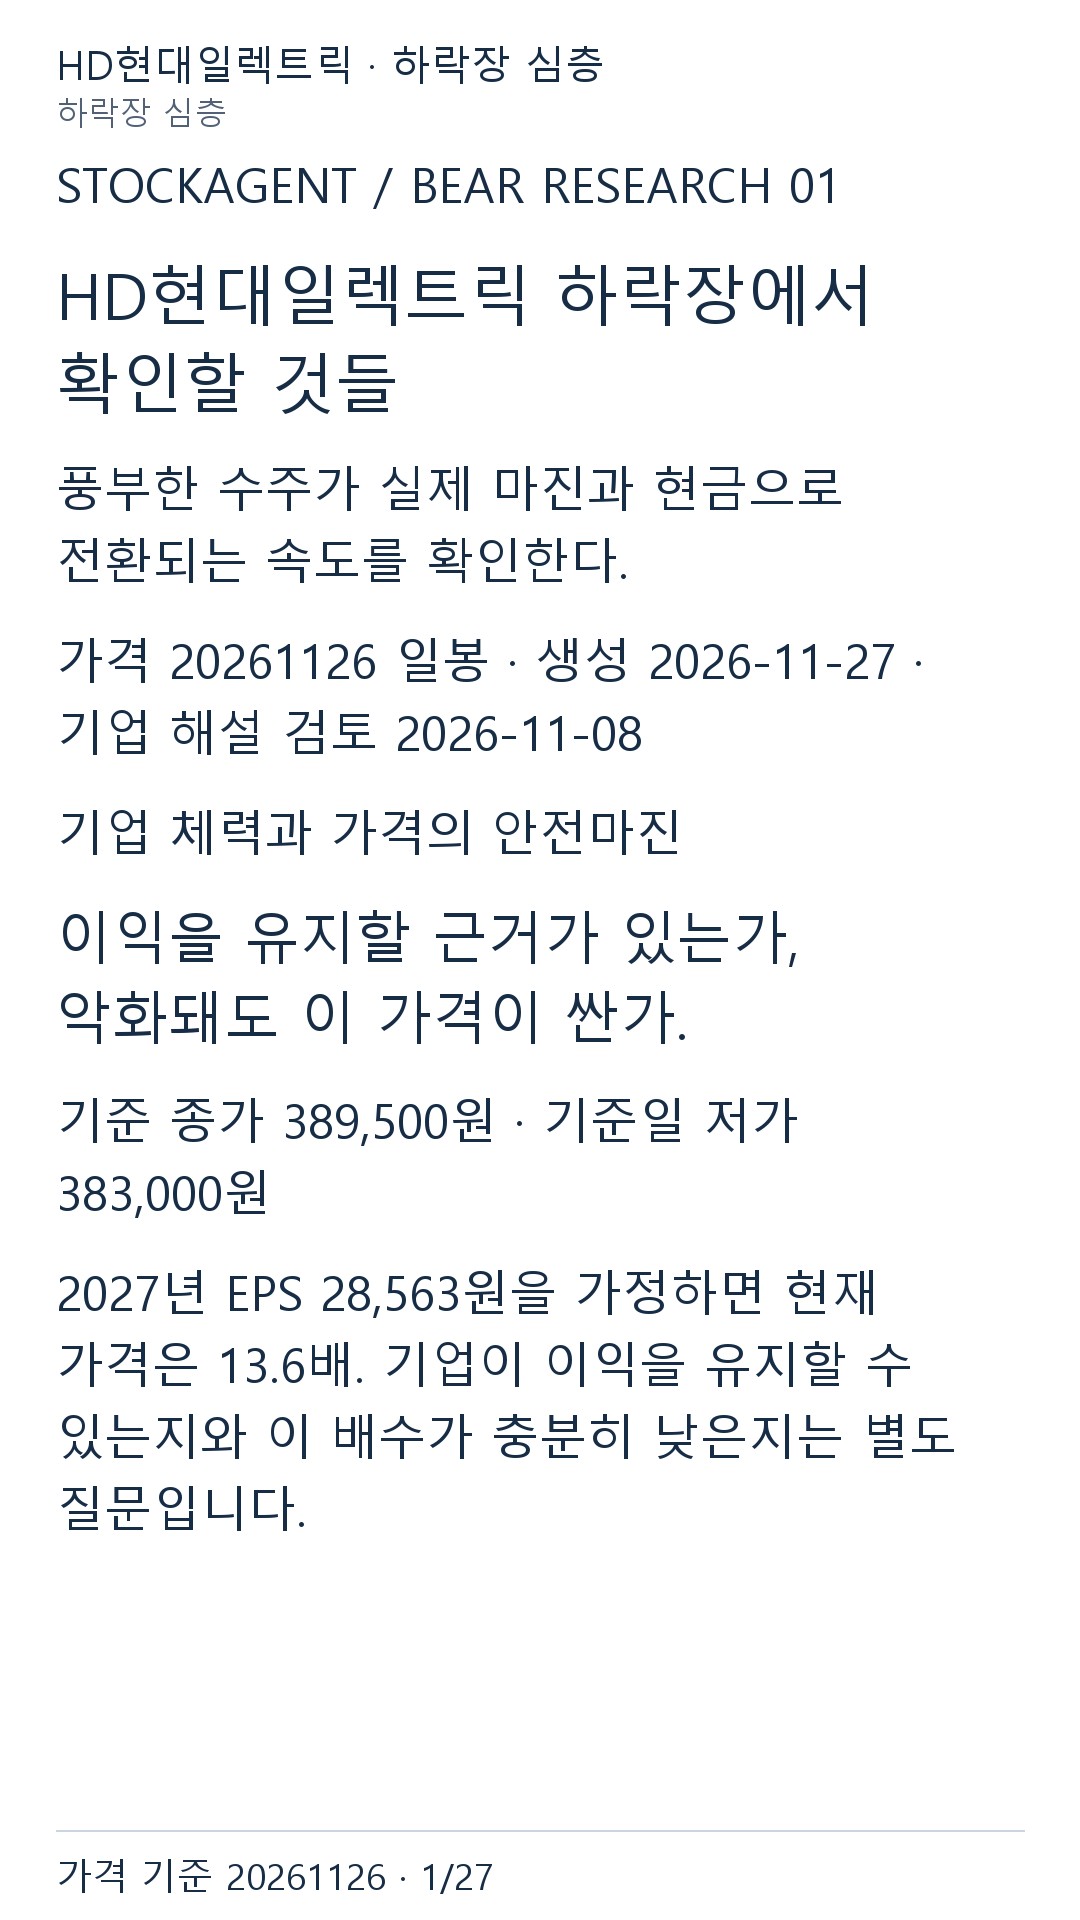 HD현대일렉트릭 · 하락장 심층
하락장 심층
STOCKAGENT / BEAR RESEARCH 01
HD현대일렉트릭 하락장에서
확인할 것들
풍부한 수주가 실제 마진과 현금으로
전환되는 속도를 확인한다.
가격 20261126 일봉 · 생성 2026-11-27 ·
기업 해설 검토 2026-11-08
기업 체력과 가격의 안전마진
이익을 유지할 근거가 있는가,
악화돼도 이 가격이 싼가.
기준 종가 389,500원 · 기준일 저가
383,000원
2027년 EPS 28,563원을 가정하면 현재
가격은 13.6배. 기업이 이익을 유지할 수
있는지와 이 배수가 충분히 낮은지는 별도
질문입니다.
가격 기준 20261126 · 1/27